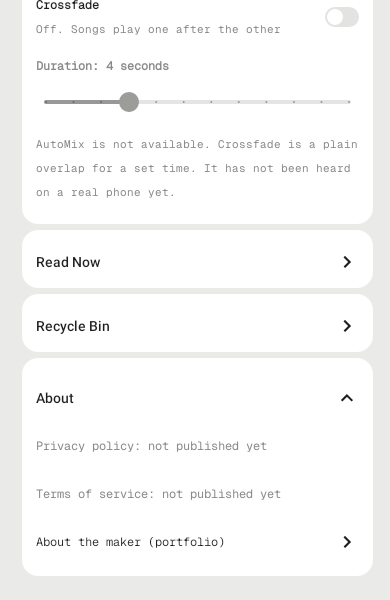 Crossfade
Off. Songs play one after the other
Duration: 4 seconds
AutoMix is not available. Crossfade is a plain
overlap for a set time. It has not been heard
on a real phone yet.
Read Now
Recycle Bin
About
Privacy policy: not published yet
Terms of service: not published yet
About the maker (portfolio)